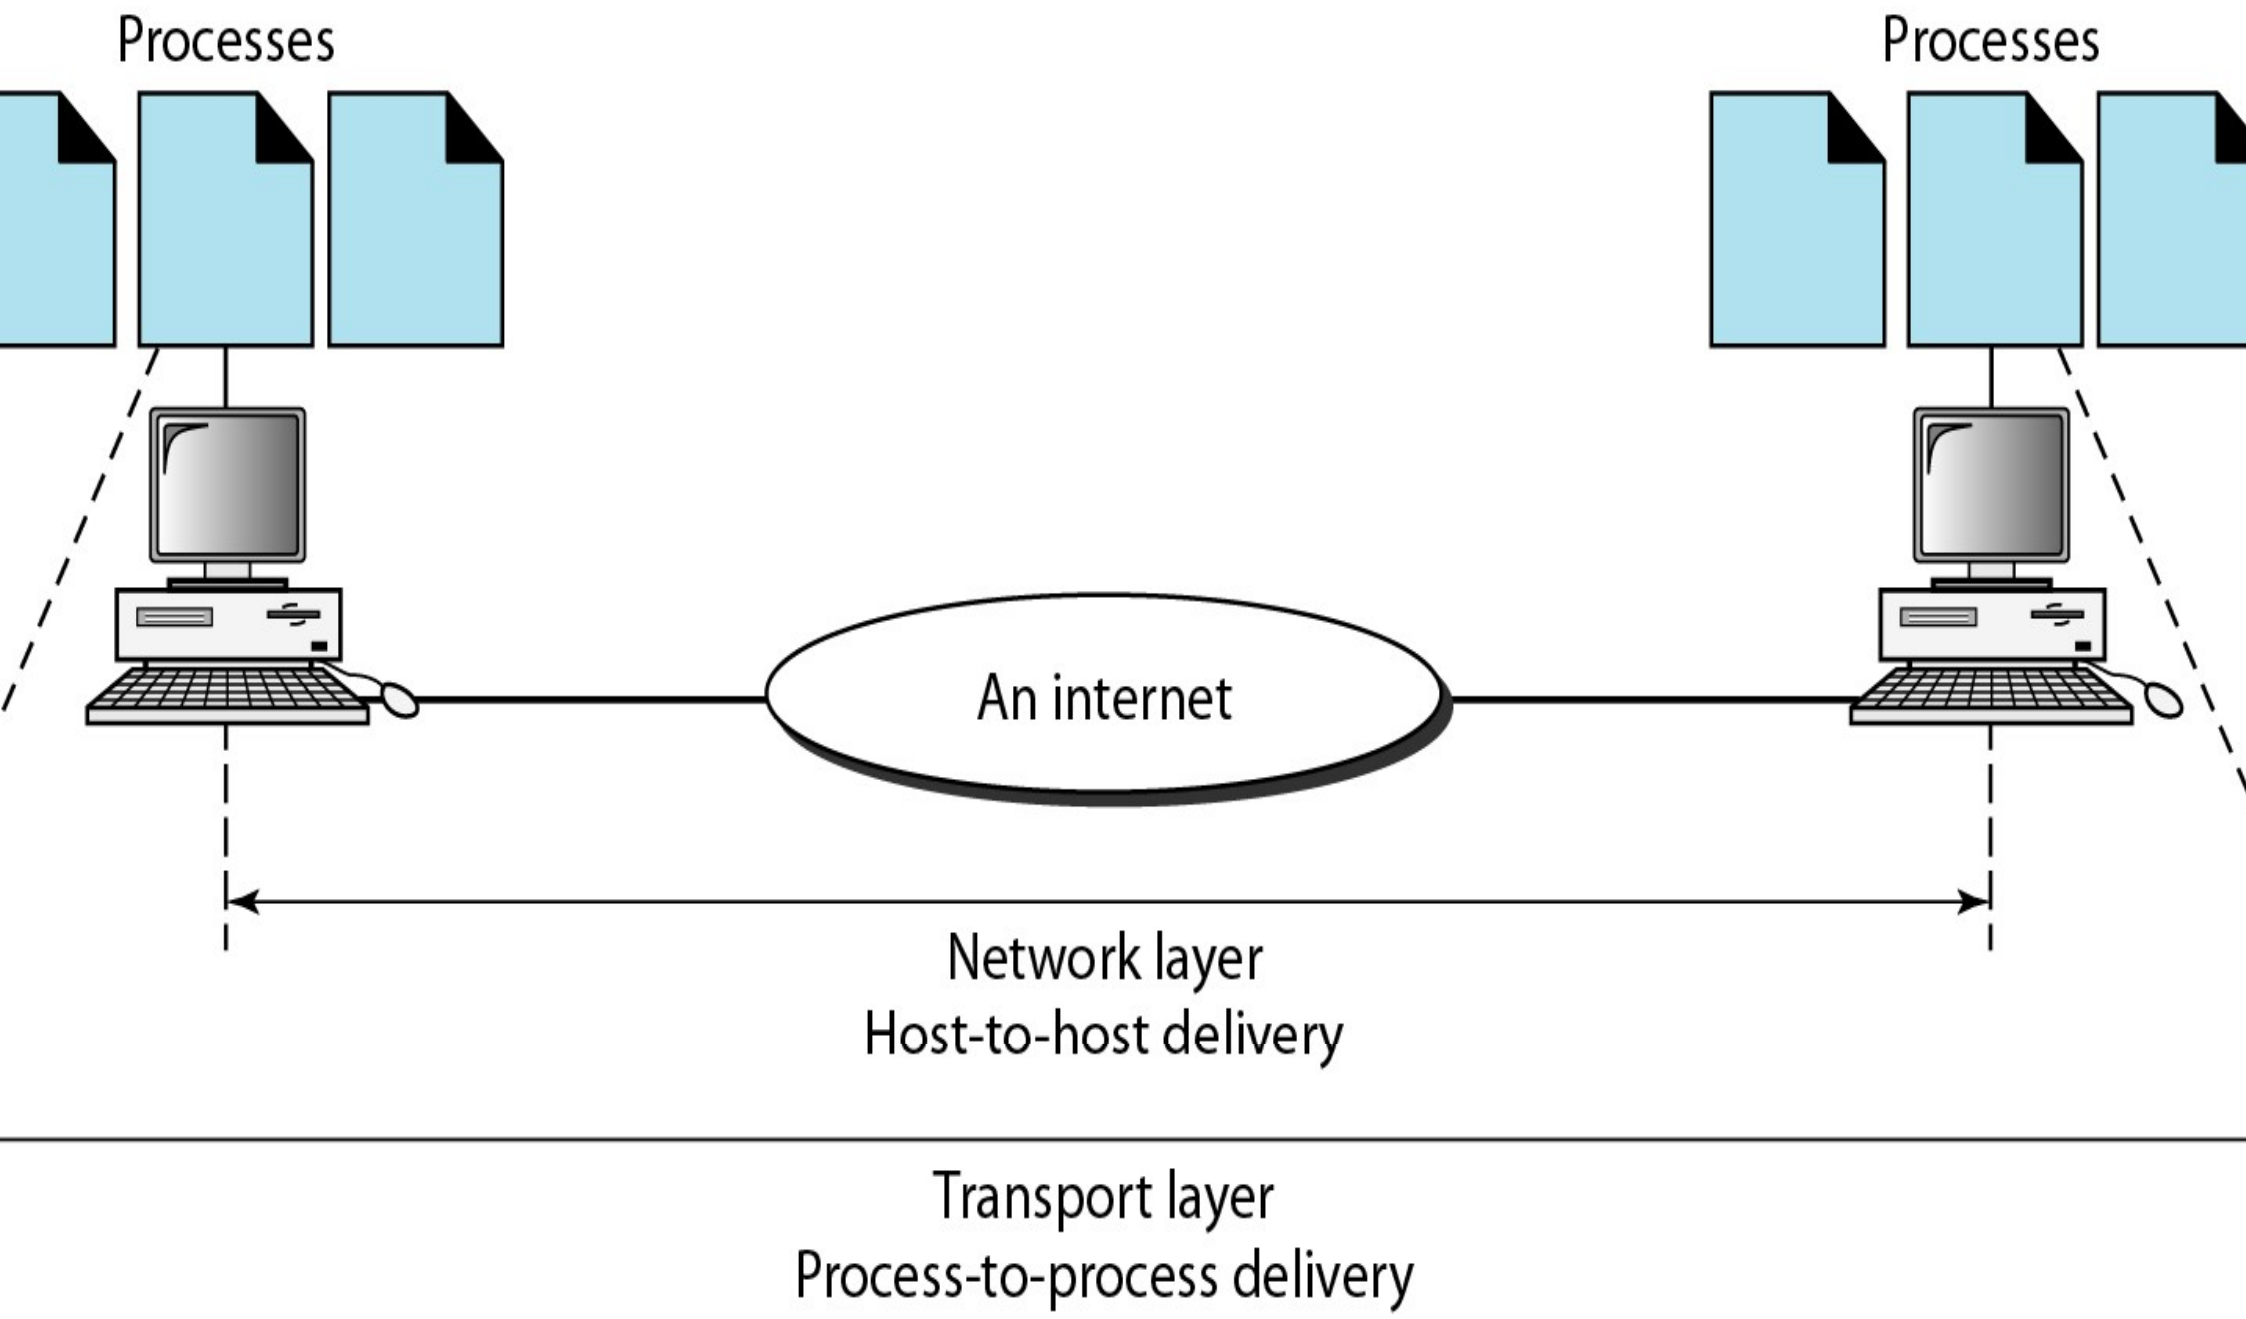 Processes
Processes
An internet
Network layer
Host-to-host delivery
Transport layer
Process-to-process delivery